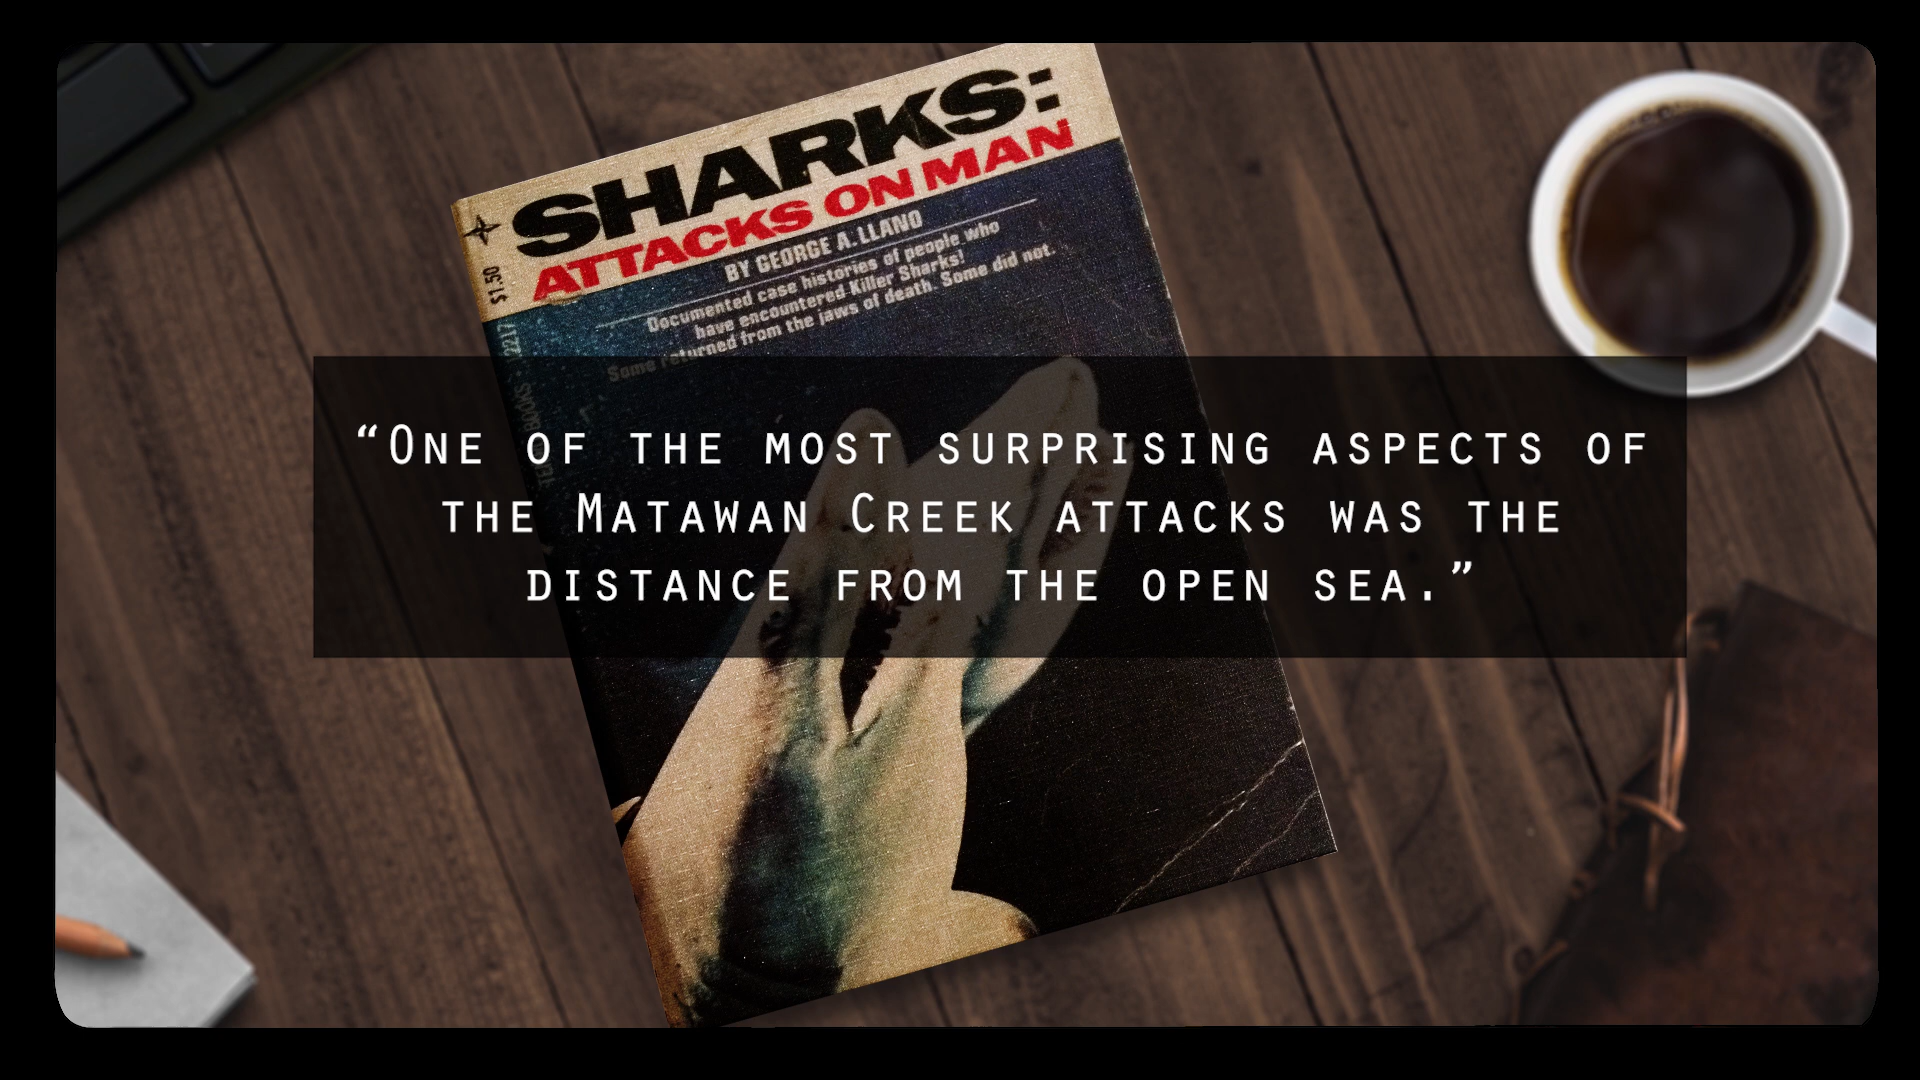 SHARKS:
ATTACKS ON MAN
BY GEORGE A. LLANO
Documented case histories of people who
have encountered Killer Sharks!
Some returned from the jaws of death. Some did not.
$1.50
“One of the most surprising aspects of
the Matawan Creek attacks was the
distance from the open sea.”